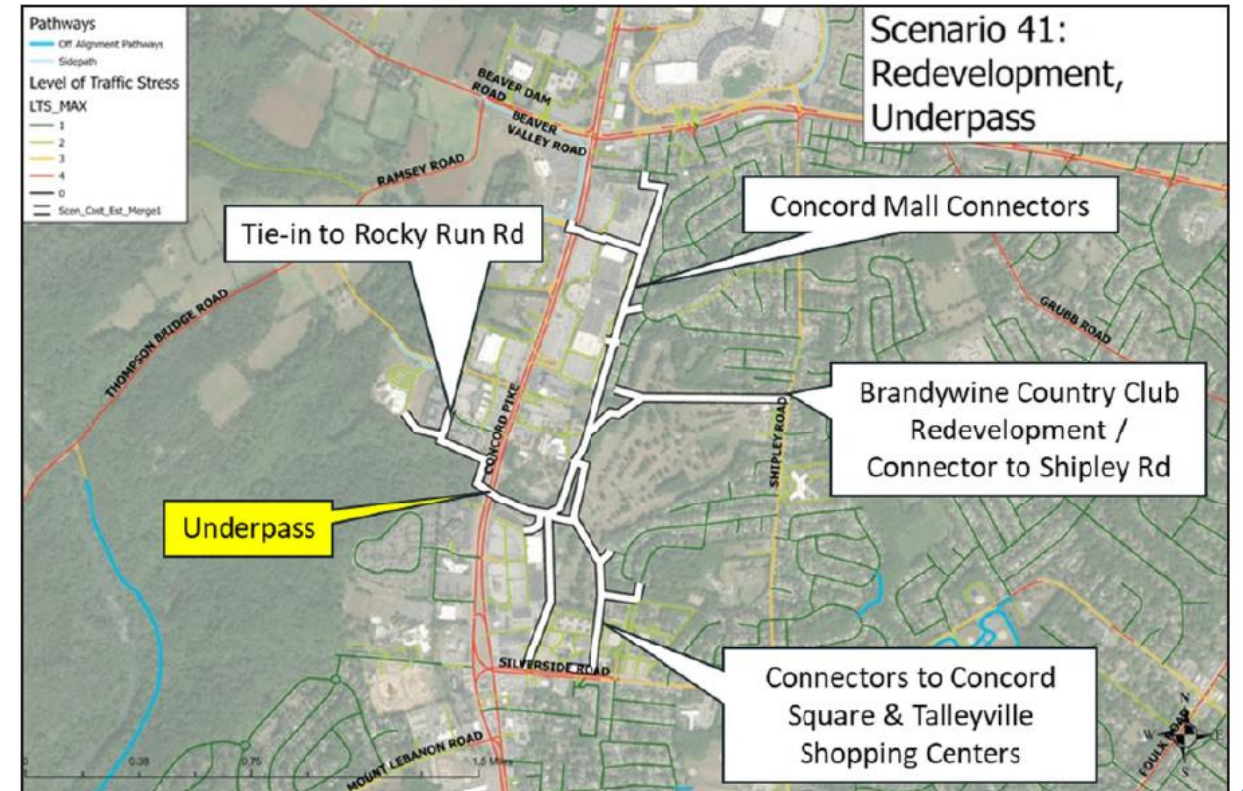 Pathways
Off Alignment Pathways
Sidepath
Level of Traffic Stress
LTS_MAX
1
2
3
4
0
Scen_Cost_Est_Merge1
Scenario 41:
Redevelopment,
Underpass
BEAVER DAM
ROAD
BEAVER
VALLEY ROAD
RAMSEY ROAD
Concord Mall Connectors
Tie-in to Rocky Run Rd
THOMPSON BRIDGE ROAD
GRUBB ROAD
CONCORD PIKE
Brandywine Country Club
Redevelopment /
Connector to Shipley Rd
SHIPLEY ROAD
Underpass
SILVERSIDE ROAD
Connectors to Concord
Square & Talleyville
Shopping Centers
MOUNT LEBANON ROAD
FOULK ROAD
N
W
E
S
0
0.38
0.75
1.5 Miles